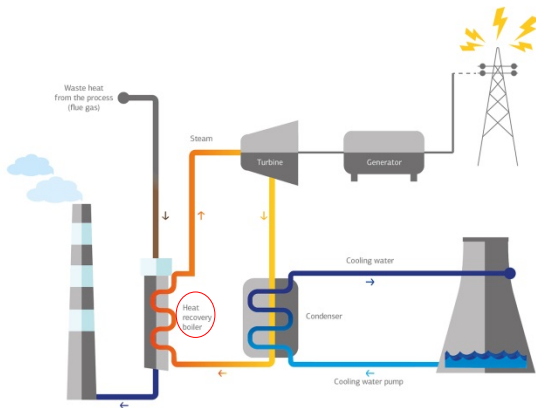 Waste heat
from the process
(flue gas)
Steam
Turbine
Generator
Cooling water
Heat
recovery
boiler
Condenser
Cooling water pump